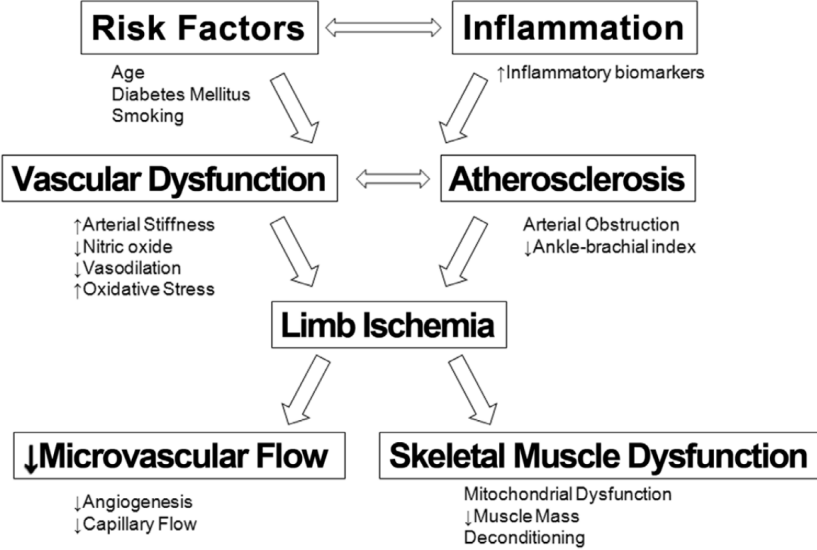 Risk Factors
Inflammation
Age
Diabetes Mellitus
Smoking
↑Inflammatory biomarkers
Vascular Dysfunction
Atherosclerosis
↑Arterial Stiffness
↓Nitric oxide
↓Vasodilation
↑Oxidative Stress
Arterial Obstruction
↓Ankle-brachial index
Limb Ischemia
↓Microvascular Flow
Skeletal Muscle Dysfunction
↓Angiogenesis
↓Capillary Flow
Mitochondrial Dysfunction
↓Muscle Mass
Deconditioning